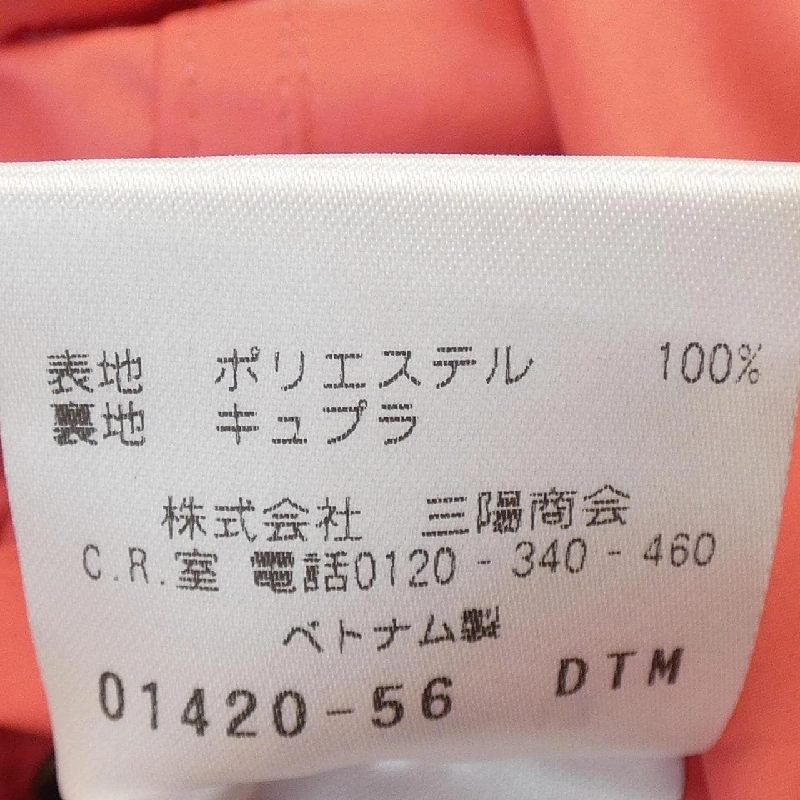 表地 ポリエステル 100%
裏地 キュプラ
株式会社 三陽商会
C.R.室 電話0120-340-460
ベトナム製
01420-56 DTM